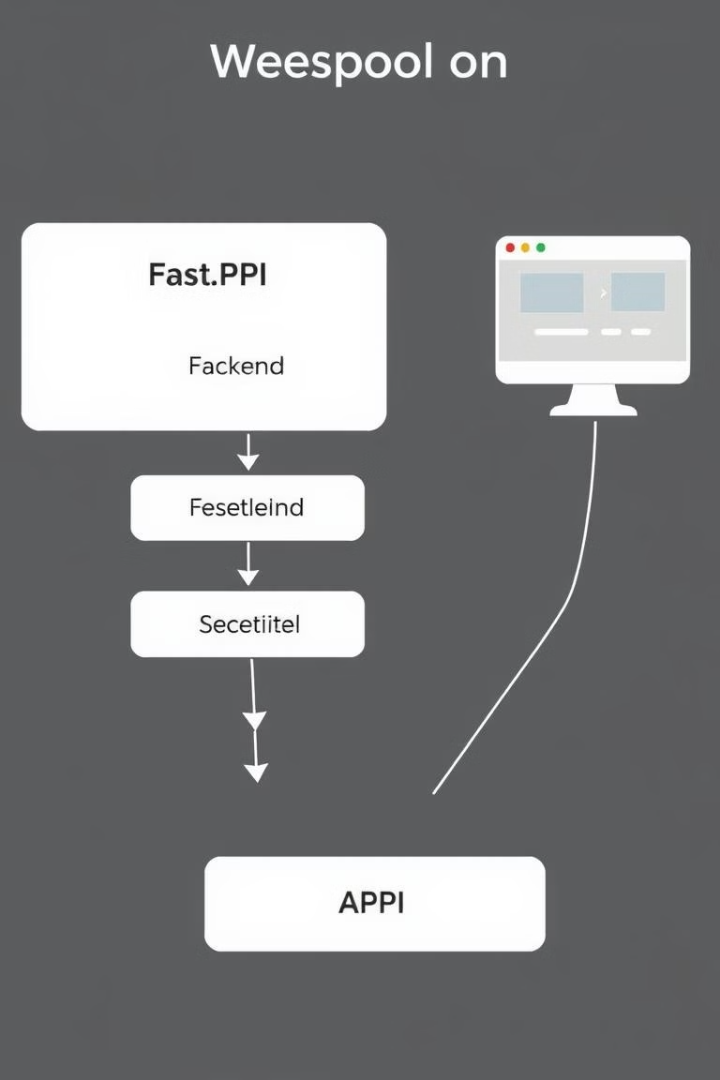 Weespool on
Fast.PPI
Fackend
Fesetleind
Secetiitel
APPI